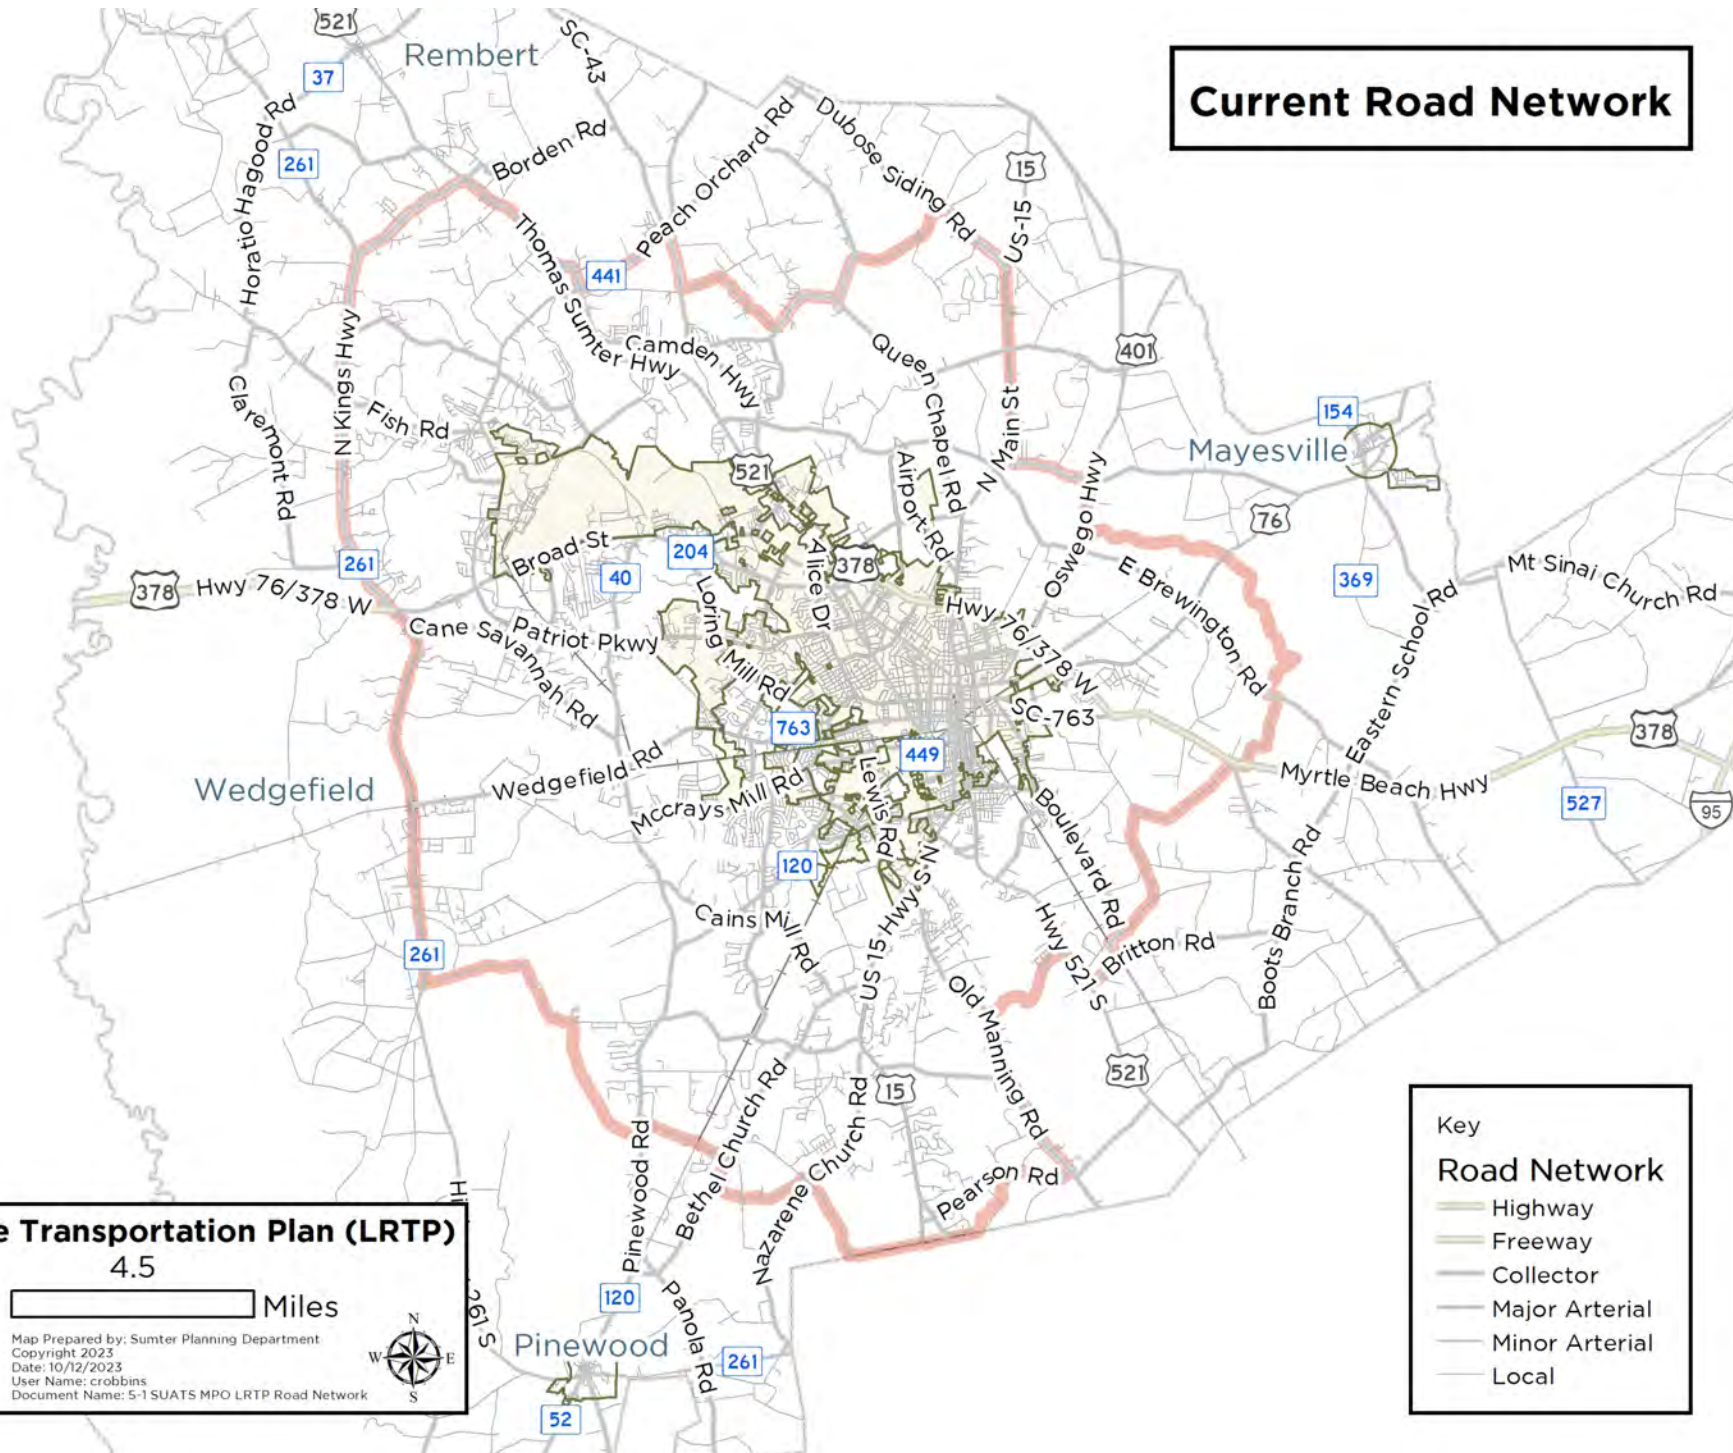 521
Rembert
SC-43
37
Current Road Network
Horatio Hagood Rd
261
Borden Rd
Peach Orchard Rd
Dubose Siding Rd
15
US-15
Thomas Sumter Hwy
441
Camden Hwy
Queen Chapel Rd
401
N Kings Hwy
Claremont Rd
Fish Rd
154
Mayesville
N Main St
521
Airport Rd
Oswego Hwy
76
Broad St
204
Alice Dr
378
261
40
378
Hwy 76/378 W
E Brewington Rd
369
Mt Sinai Church Rd
Eastern School Rd
Hwy 76/378 W
Cane Savannah Rd
Patriot Pkwy
Loring Mill Rd
SC-763
763
449
378
Wedgefield
Wedgefield Rd
Mccrays Mill Rd
Lewis Rd
Myrtle Beach Hwy
527
95
Boulevard Rd
120
US 15 Hwy S N
Cains Mill Rd
Hwy 521 S
Britton Rd
Boots Branch Rd
261
Old Manning Rd
521
15
Bethel Church Rd
Nazarene Church Rd
Pinewood Rd
Pearson Rd
Hi
261 S
120
Panola Rd
Pinewood
261
52
e Transportation Plan (LRTP)
4.5
Miles
Map Prepared by: Sumter Planning Department
Copyright 2023
Date: 10/12/2023
User Name: crobbins
Document Name: 5-1 SUATS MPO LRTP Road Network
N
W
E
S
Key
Road Network
Highway
Freeway
Collector
Major Arterial
Minor Arterial
Local